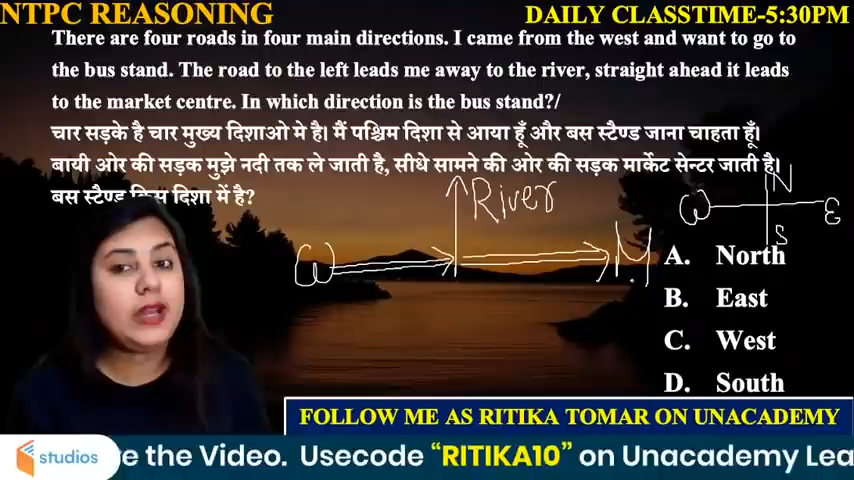 NTPC REASONING
DAILY CLASSTIME-5:30PM
There are four roads in four main directions. I came from the west and want to go to
the bus stand. The road to the left leads me away to the river, straight ahead it leads
to the market centre. In which direction is the bus stand?/
चार सड़के है चार मुख्य दिशाओ मे है। मैं पश्चिम दिशा से आया हूँ और बस स्टैण्ड जाना चाहता हूँ।
बायी ओर की सड़क मुझे नदी तक ले जाती है, सीधे सामने की ओर की सड़क मार्केट सेन्टर जाती है।
बस स्टैण्ड किस दिशा में है?
River
N
W
E
S
W
M
A. North
B. East
C. West
D. South
FOLLOW ME AS RITIKA TOMAR ON UNACADEMY
studios
e the Video. Usecode “RITIKA10” on Unacademy Lea